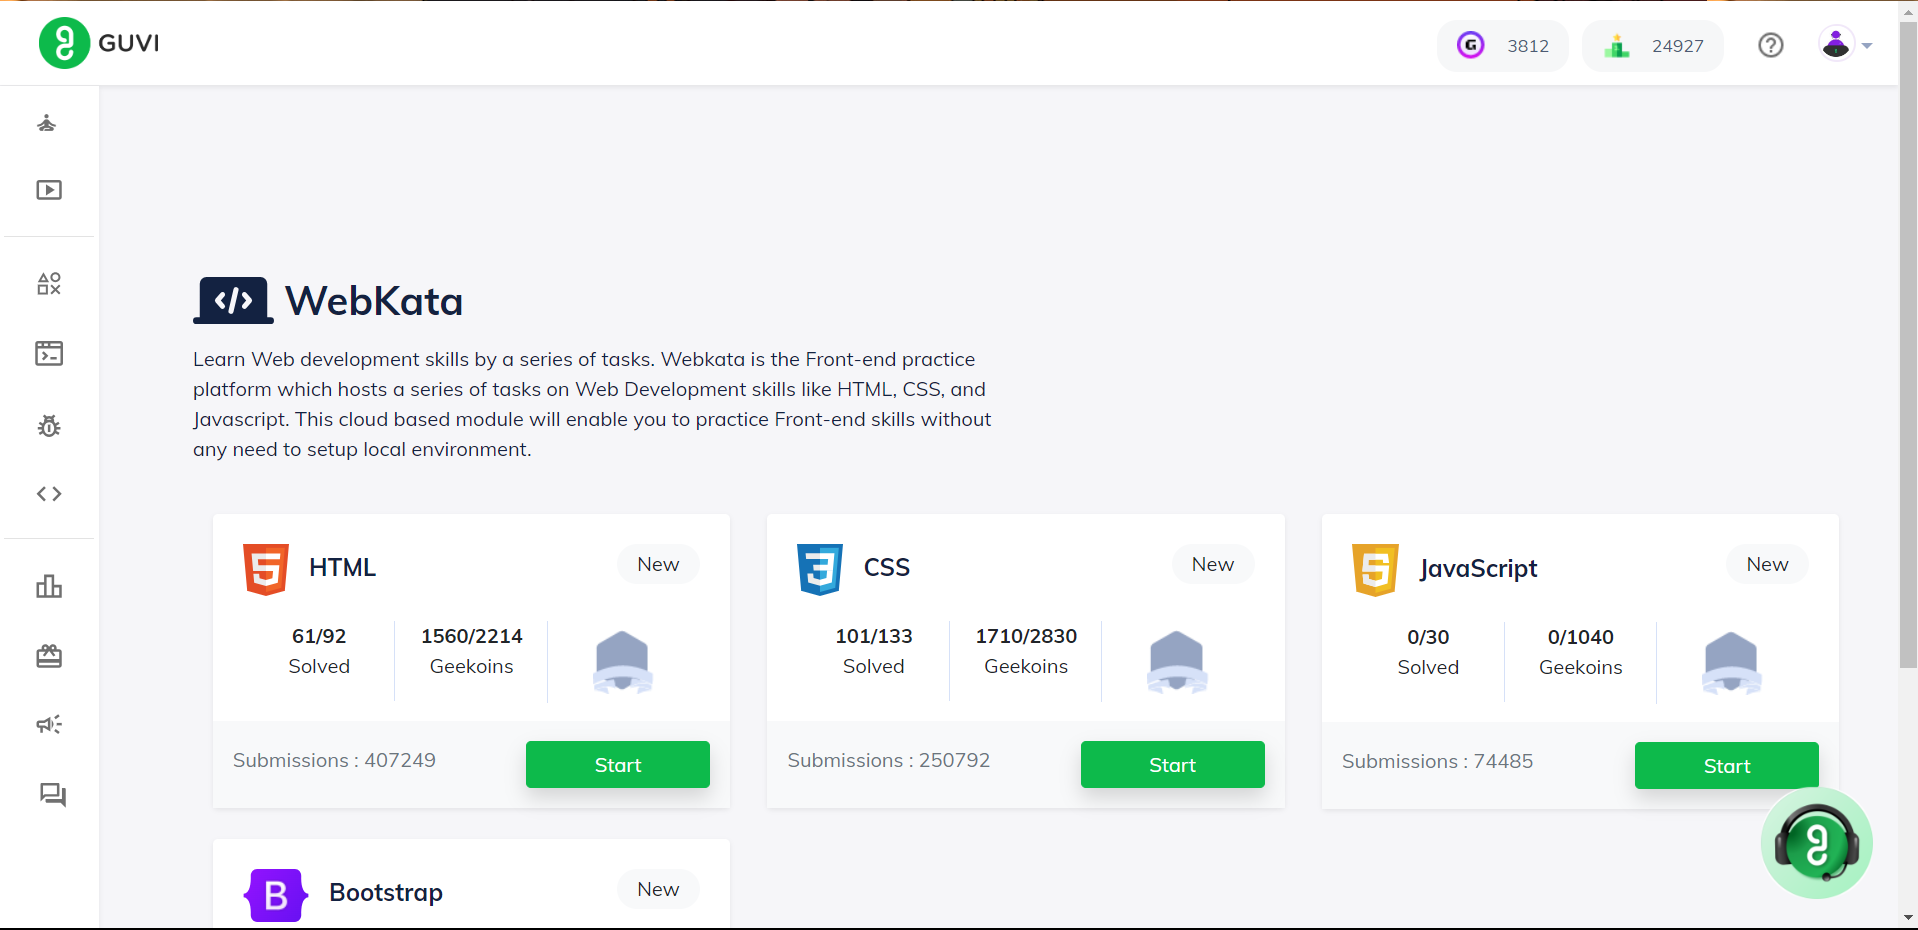 GUVI
3812
24927
WebKata
Learn Web development skills by a series of tasks. Webkata is the Front-end practice
platform which hosts a series of tasks on Web Development skills like HTML, CSS, and
Javascript. This cloud based module will enable you to practice Front-end skills without
any need to setup local environment.
HTML
New
61/92
Solved
1560/2214
Geekoins
Submissions : 407249
Start
CSS
New
101/133
Solved
1710/2830
Geekoins
Submissions : 250792
Start
JavaScript
New
0/30
Solved
0/1040
Geekoins
Submissions : 74485
Start
Bootstrap
New